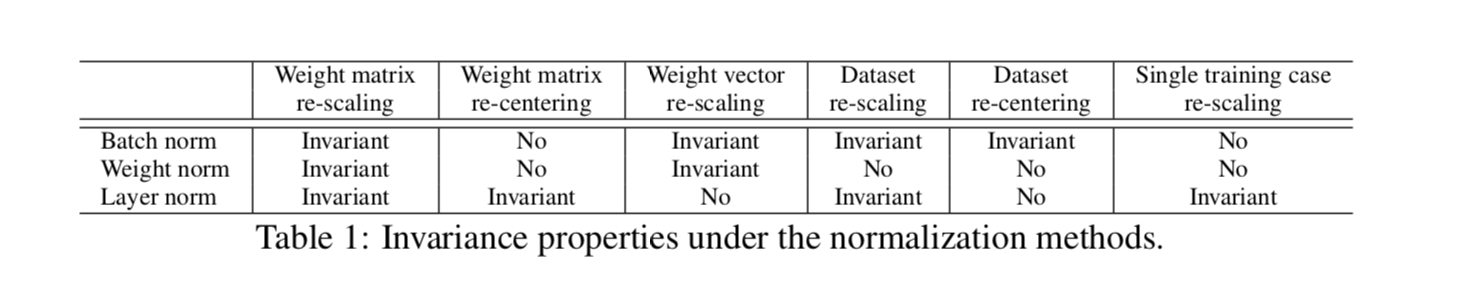 Weight matrix re-scaling Weight matrix re-centering Weight vector re-scaling Dataset re-scaling Dataset re-centering Single training case re-scaling
Batch norm Invariant No Invariant Invariant Invariant No
Weight norm Invariant No Invariant No No No
Layer norm Invariant Invariant No Invariant No Invariant
Table 1: Invariance properties under the normalization methods.